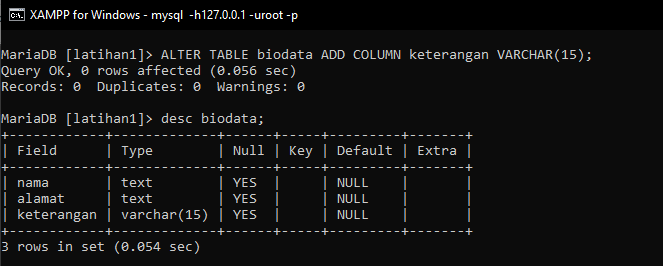 XAMPP for Windows - mysql -h127.0.0.1 -uroot -p
MariaDB [latihan1]> ALTER TABLE biodata ADD COLUMN keterangan VARCHAR(15);
Query OK, 0 rows affected (0.056 sec)
Records: 0  Duplicates: 0  Warnings: 0
MariaDB [latihan1]> desc biodata;
+------------+-------------+------+-----+---------+-------+
| Field      | Type        | Null | Key | Default | Extra |
+------------+-------------+------+-----+---------+-------+
| nama       | text        | YES  |     | NULL    |       |
| alamat     | text        | YES  |     | NULL    |       |
| keterangan | varchar(15) | YES  |     | NULL    |       |
+------------+-------------+------+-----+---------+-------+
3 rows in set (0.054 sec)